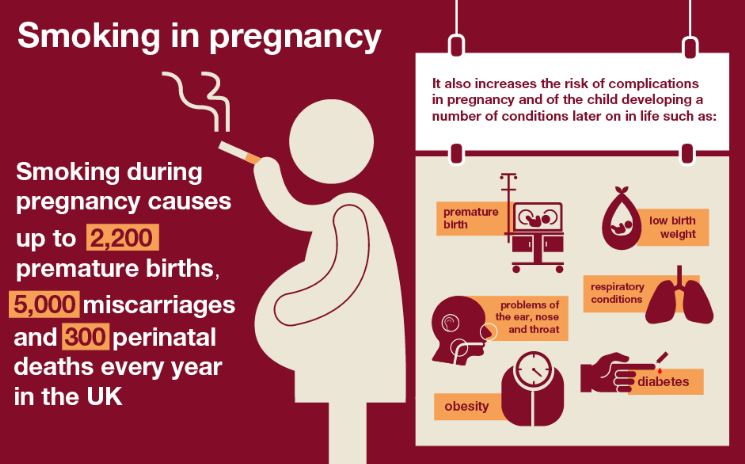 Smoking in pregnancy
Smoking during
pregnancy causes
up to 2,200
premature births,
5,000 miscarriages
and 300 perinatal
deaths every year
in the UK
It also increases the risk of complications
in pregnancy and of the child developing a
number of conditions later on in life such as:
premature
birth
low birth
weight
problems of
the ear, nose
and throat
respiratory
conditions
obesity
diabetes